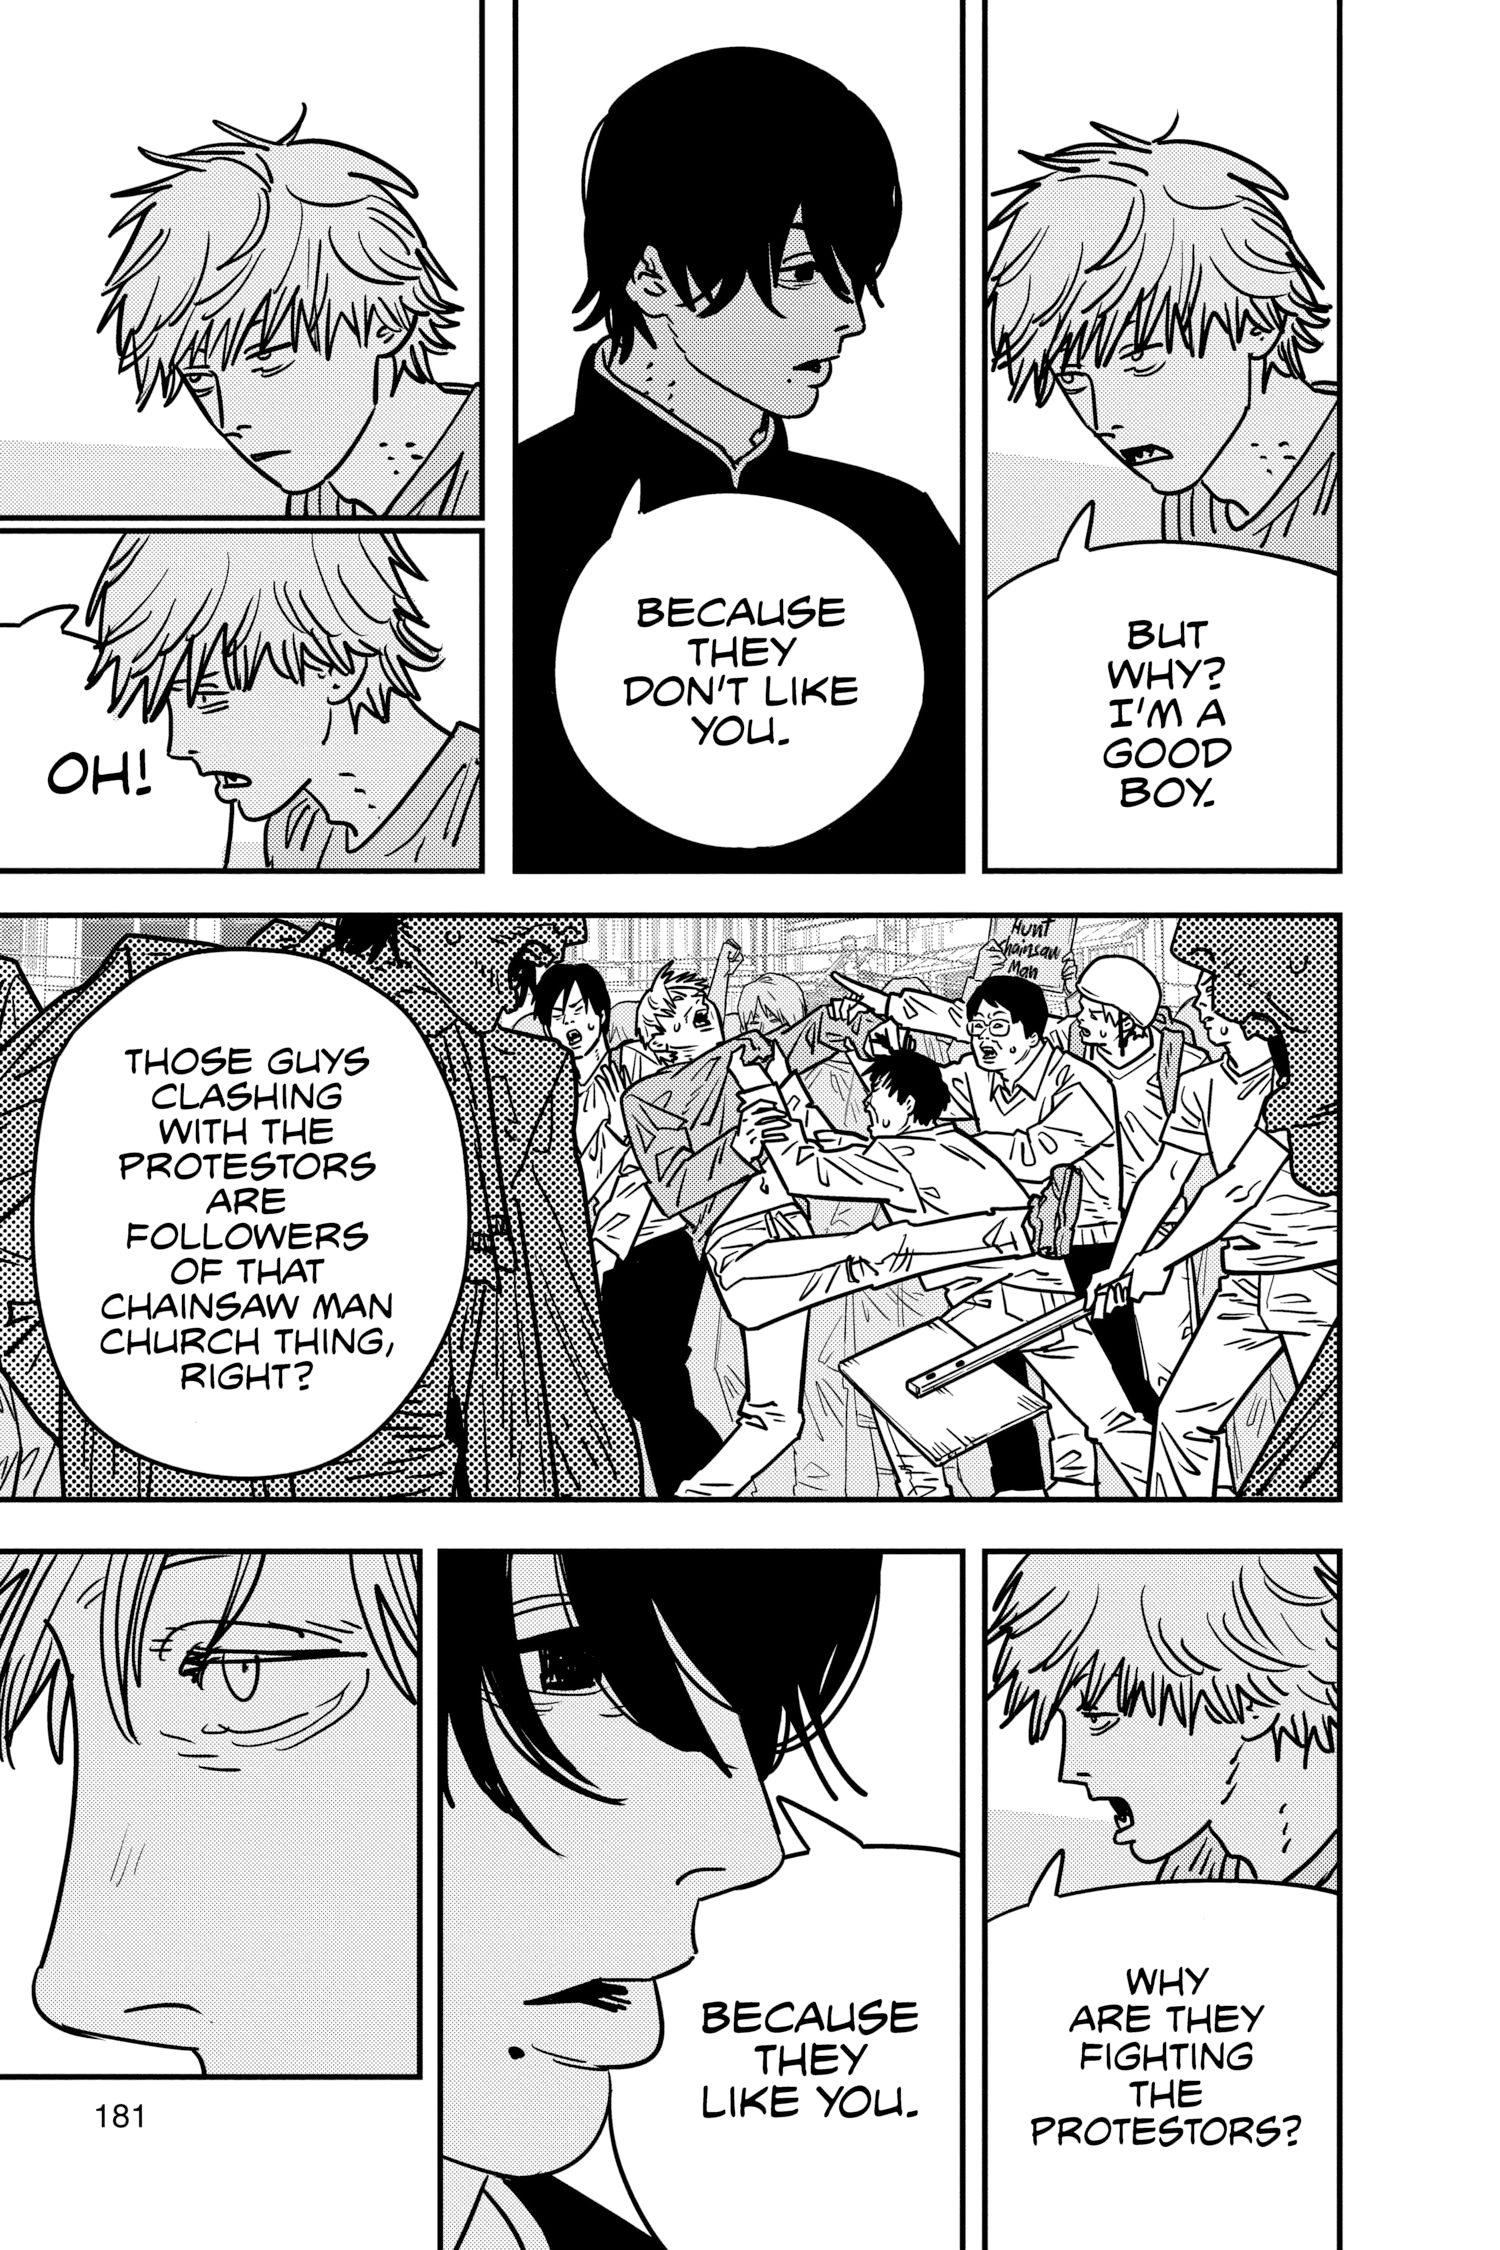 BUT
WHY?
I'M A
GOOD
BOY.
BECAUSE
THEY
DON'T LIKE
YOU.
OH!
Hunt
Chainsaw
Man
THOSE GUYS
CLASHING
WITH THE
PROTESTORS
ARE
FOLLOWERS
OF THAT
CHAINSAW MAN
CHURCH THING,
RIGHT?
WHY
ARE THEY
FIGHTING
THE
PROTESTORS?
BECAUSE
THEY
LIKE YOU.
181